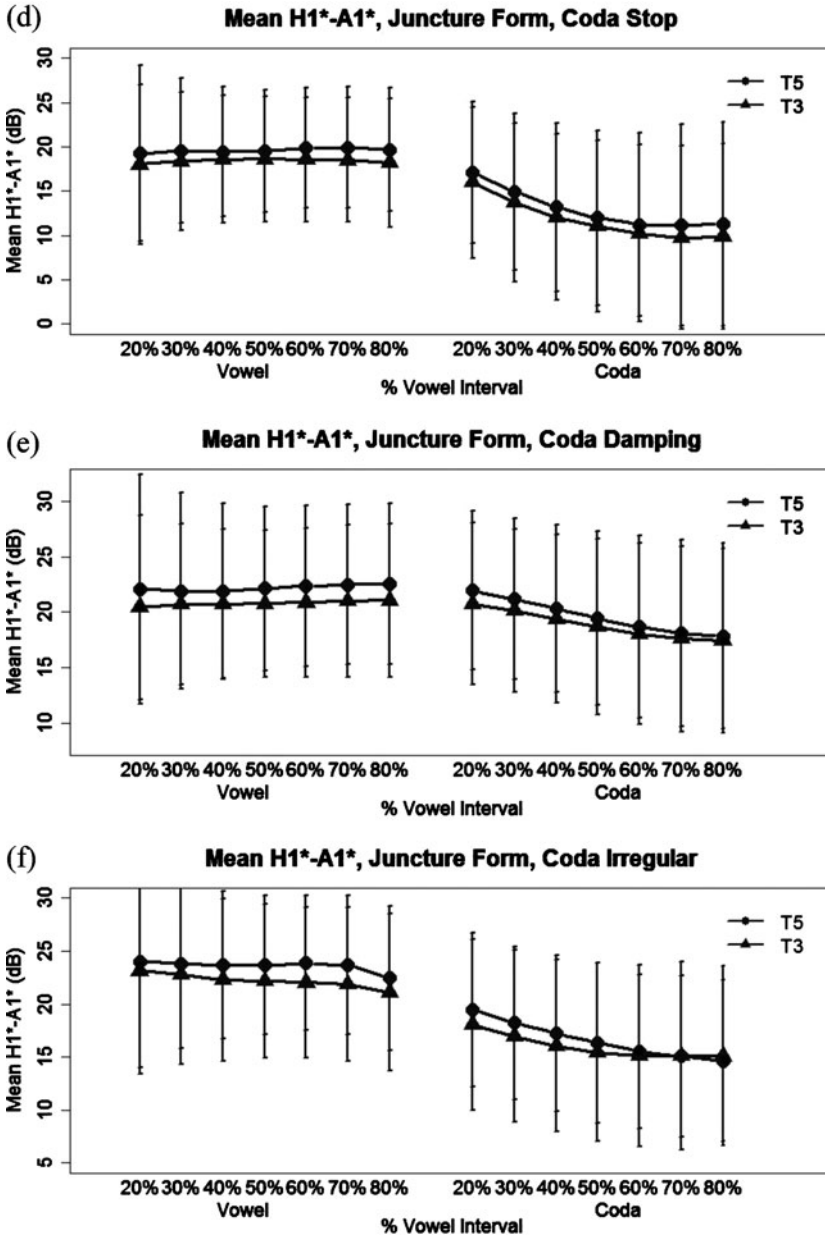 (d)
Mean H1*-A1*, Juncture Form, Coda Stop
Mean H1*-A1* (dB)
30
25
20
15
10
5
0
T5
T3
20% 30% 40% 50% 60% 70% 80% 20% 30% 40% 50% 60% 70% 80%
Vowel Coda
% Vowel Interval
(e)
Mean H1*-A1*, Juncture Form, Coda Damping
Mean H1*-A1* (dB)
30
25
20
15
10
T5
T3
20% 30% 40% 50% 60% 70% 80% 20% 30% 40% 50% 60% 70% 80%
Vowel Coda
% Vowel Interval
(f)
Mean H1*-A1*, Juncture Form, Coda Irregular
Mean H1*-A1* (dB)
30
25
20
15
10
5
T5
T3
20% 30% 40% 50% 60% 70% 80% 20% 30% 40% 50% 60% 70% 80%
Vowel Coda
% Vowel Interval